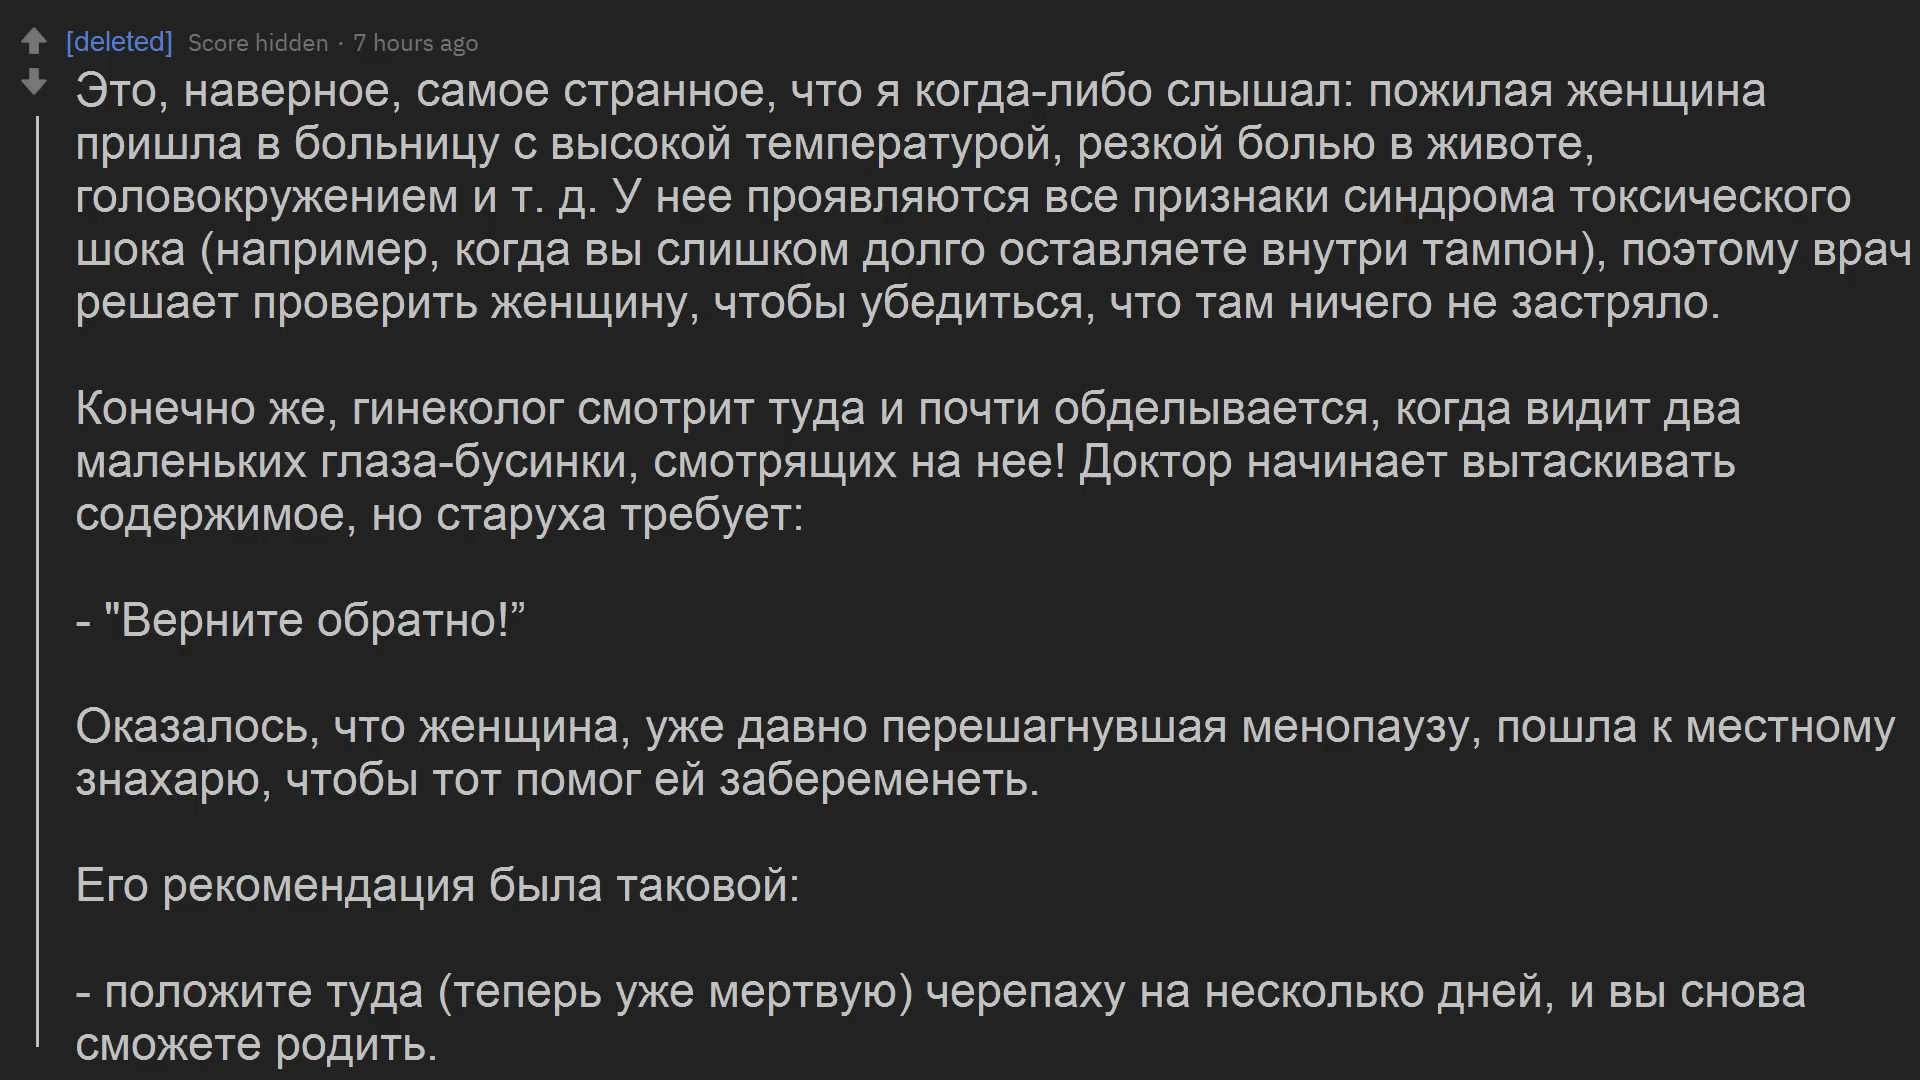 [deleted] Score hidden · 7 hours ago
Это, наверное, самое странное, что я когда-либо слышал: пожилая женщина
пришла в больницу с высокой температурой, резкой болью в животе,
головокружением и т. д. У нее проявляются все признаки синдрома токсического
шока (например, когда вы слишком долго оставляете внутри тампон), поэтому врач
решает проверить женщину, чтобы убедиться, что там ничего не застряло.
Конечно же, гинеколог смотрит туда и почти обделывается, когда видит два
маленьких глаза-бусинки, смотрящих на нее! Доктор начинает вытаскивать
содержимое, но старуха требует:
- "Верните обратно!”
Оказалось, что женщина, уже давно перешагнувшая менопаузу, пошла к местному
знахарю, чтобы тот помог ей забеременеть.
Его рекомендация была таковой:
- положите туда (теперь уже мертвую) черепаху на несколько дней, и вы снова
сможете родить.